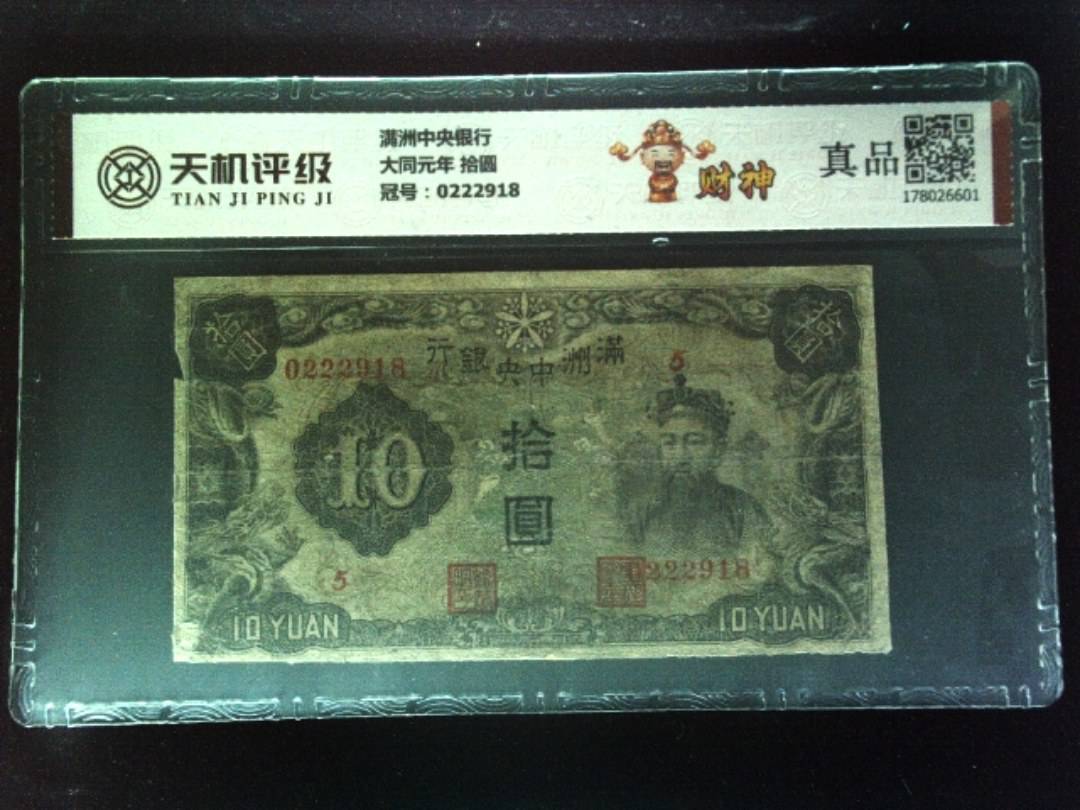 天机评级
TIAN JI PING JI
满洲中央银行
大同元年 拾圆
冠号：0222918
财神
真品
178026601
拾圓
拾圓
行銀央中洲滿
0222918
5
10
拾
圓
5
0222918
10 YUAN
10 YUAN